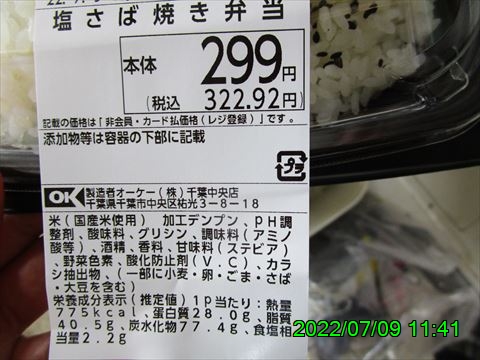 塩さば焼き弁当
本体 299円
(税込 322.92円)
記載の価格は「非会員・カード払価格(レジ登録)」です。
添加物等は容器の下部に記載
プラ
OK 製造者オーケー(株)千葉中央店
千葉県千葉市中央区祐光3-8-18
米(国産米使用) 加工デンプン、pH調
整剤、酸味料、グリシン、調味料(アミノ
酸等)、酒精、香料、甘味料(ステビア)
、野菜色素、酸化防止剤(V.C)、カラ
シ抽出物、(一部に小麦・卵・ごま・さば
・大豆を含む)
栄養成分表示(推定値)1p当たり:熱量
775kcal、蛋白質28.0g、脂質
40.5g、炭水化物77.4g、食塩相
当量2.2g
2022/07/09 11:41